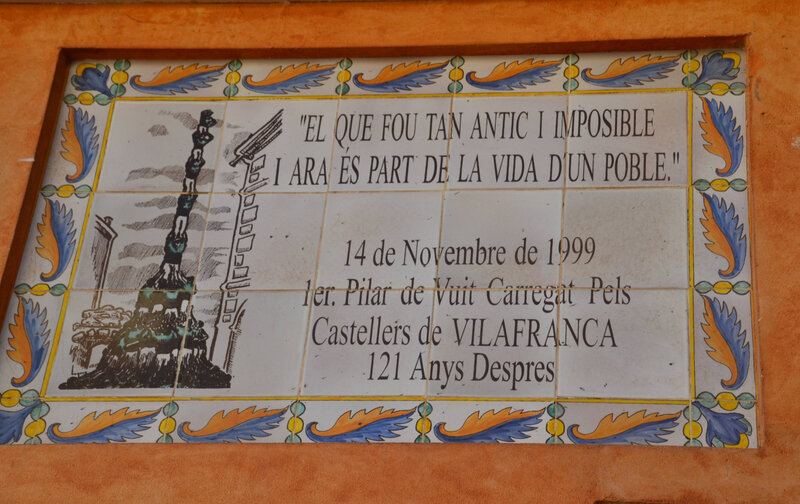 "EL QUE FOU TAN ANTIC I IMPOSIBLE
I ARA ÉS PART DE LA VIDA D'UN POBLE."
14 de Novembre de 1999
1er. Pilar de Vuit Carregat Pels
Castellers de VILAFRANCA
121 Anys Despres